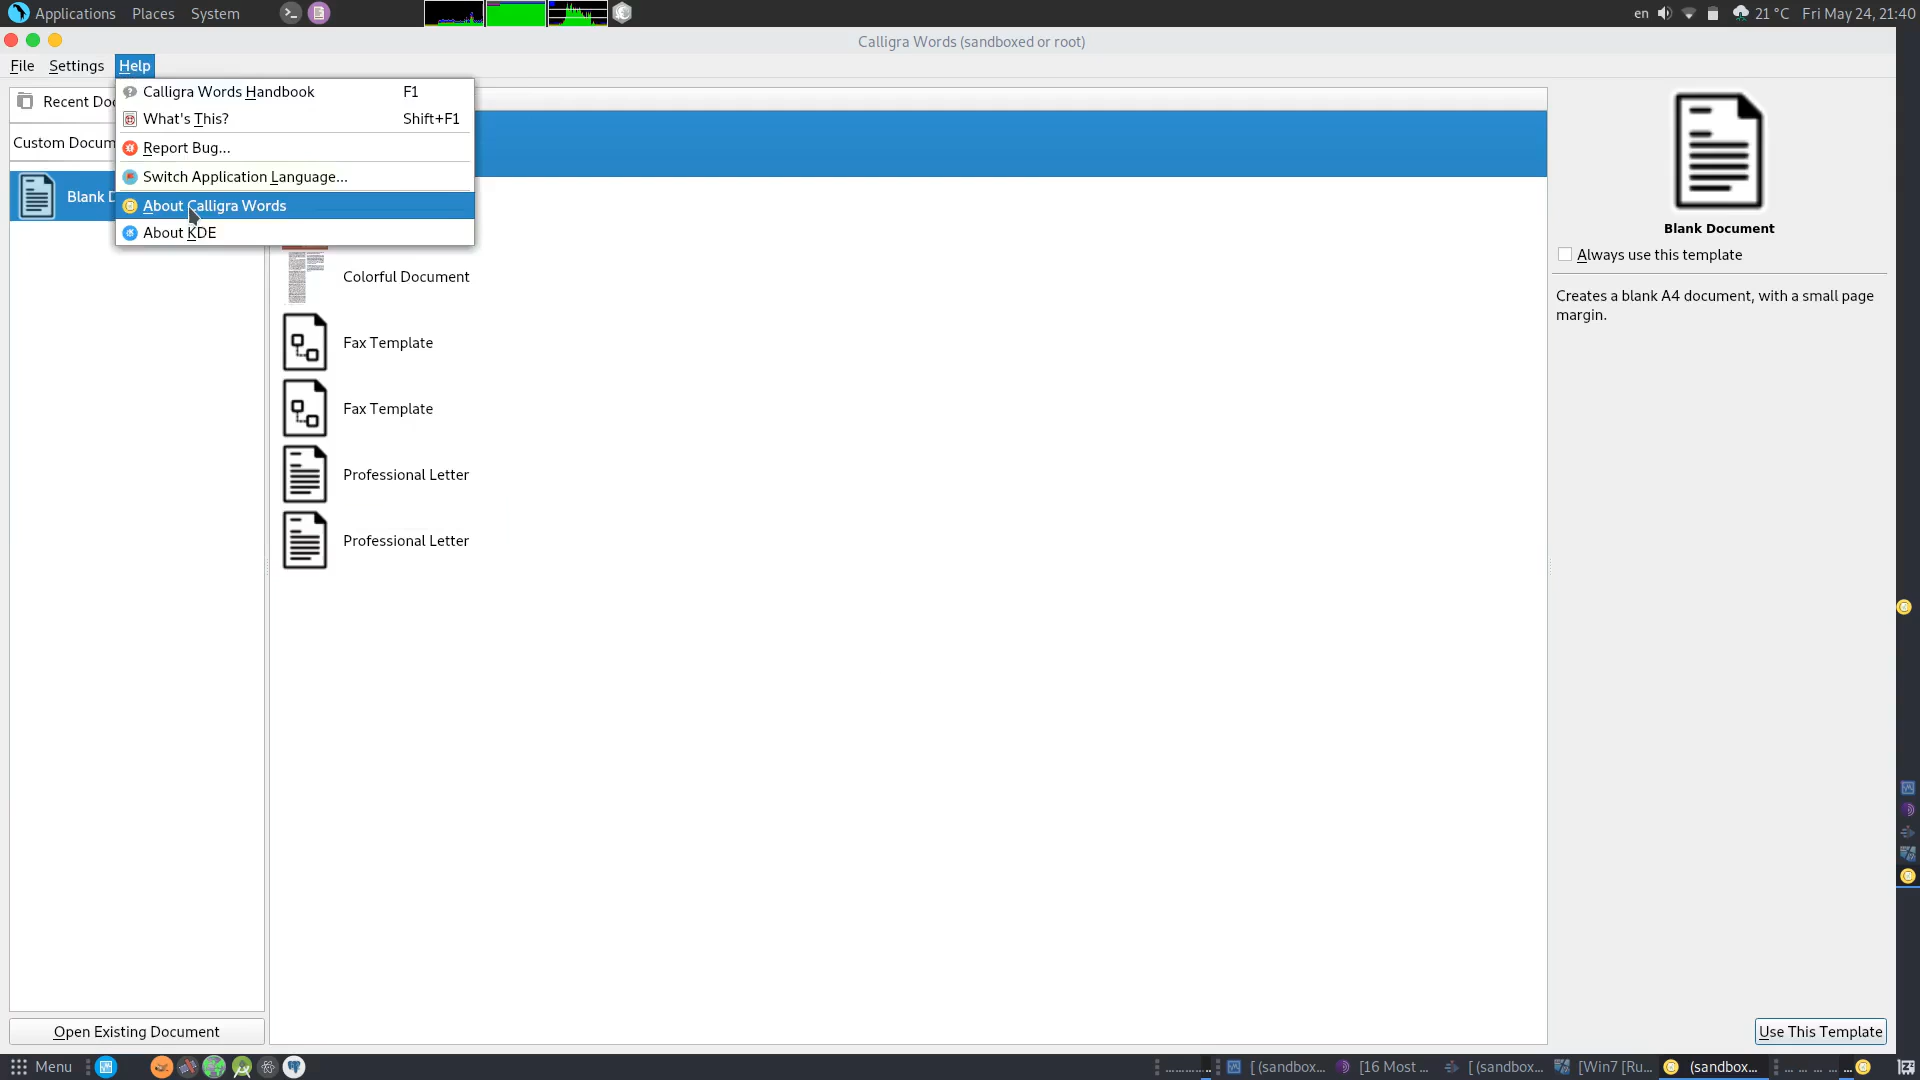 Applications Places System
en 21 °C Fri May 24, 21:40
Calligra Words (sandboxed or root)
File Settings Help
Recent Doc
Custom Docum
Blank D
Calligra Words Handbook F1
What's This? Shift+F1
Report Bug...
Switch Application Language...
About Calligra Words
About KDE
Colorful Document
Fax Template
Fax Template
Professional Letter
Professional Letter
Blank Document
Always use this template
Creates a blank A4 document, with a small page
margin.
Open Existing Document
Use This Template
Menu [ (sandbox... [16 Most ... [ (sandbox... [Win7 [Ru... (sandbox...